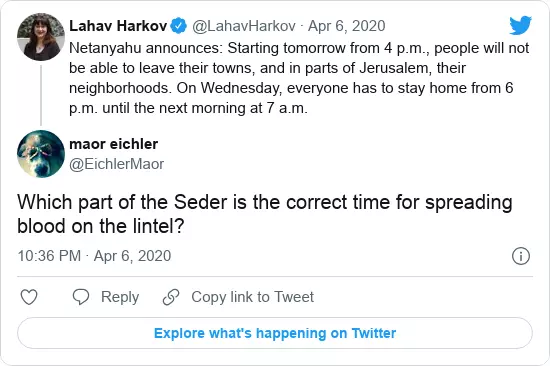 Lahav Harkov @LahavHarkov · Apr 6, 2020
Netanyahu announces: Starting tomorrow from 4 p.m., people will not
be able to leave their towns, and in parts of Jerusalem, their
neighborhoods. On Wednesday, everyone has to stay home from 6
p.m. until the next morning at 7 a.m.
maor eichler
@EichlerMaor
Which part of the Seder is the correct time for spreading
blood on the lintel?
10:36 PM · Apr 6, 2020
Reply Copy link to Tweet
Explore what's happening on Twitter